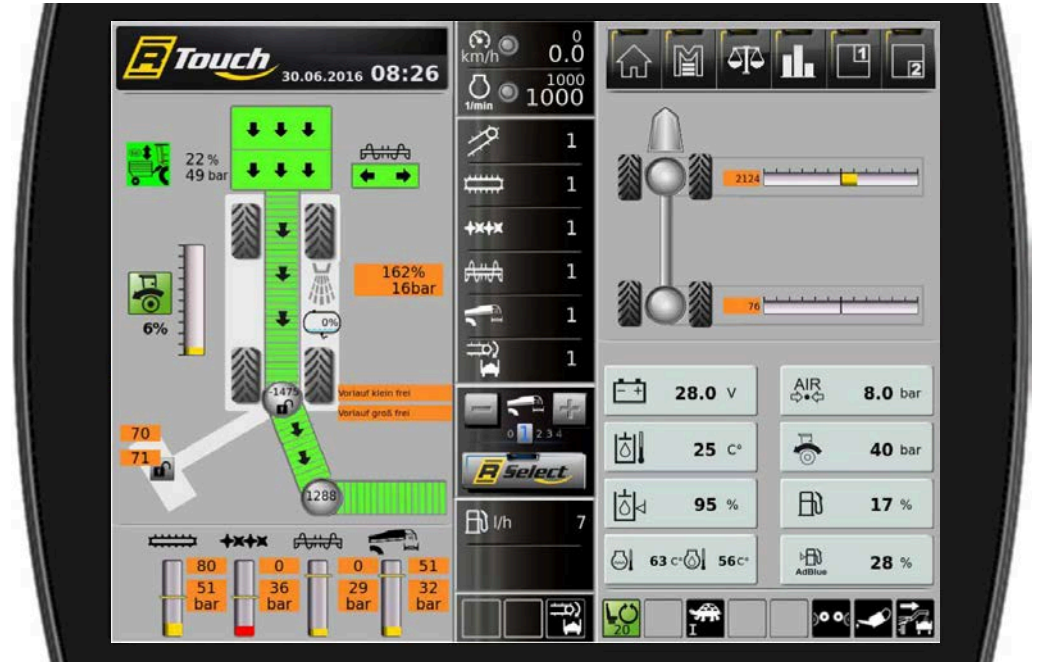 R Touch 30.06.2016 08:26
22 %
49 bar
6%
162%
16bar
0%
-1475
Vorlauf klein frei
Vorlauf groß frei
70
71
1288
80 0 0 51
51 36 29 32
bar bar bar bar
0
km/h 0.0
1000
1/min 1000
1
1
1
1
1
1
0 1 2 3 4
R Select
l/h 7
1
2
2124
76
28.0 V
AIR 8.0 bar
25 C°
40 bar
95 %
17 %
63 C° 56C°
AdBlue 28 %
20
I